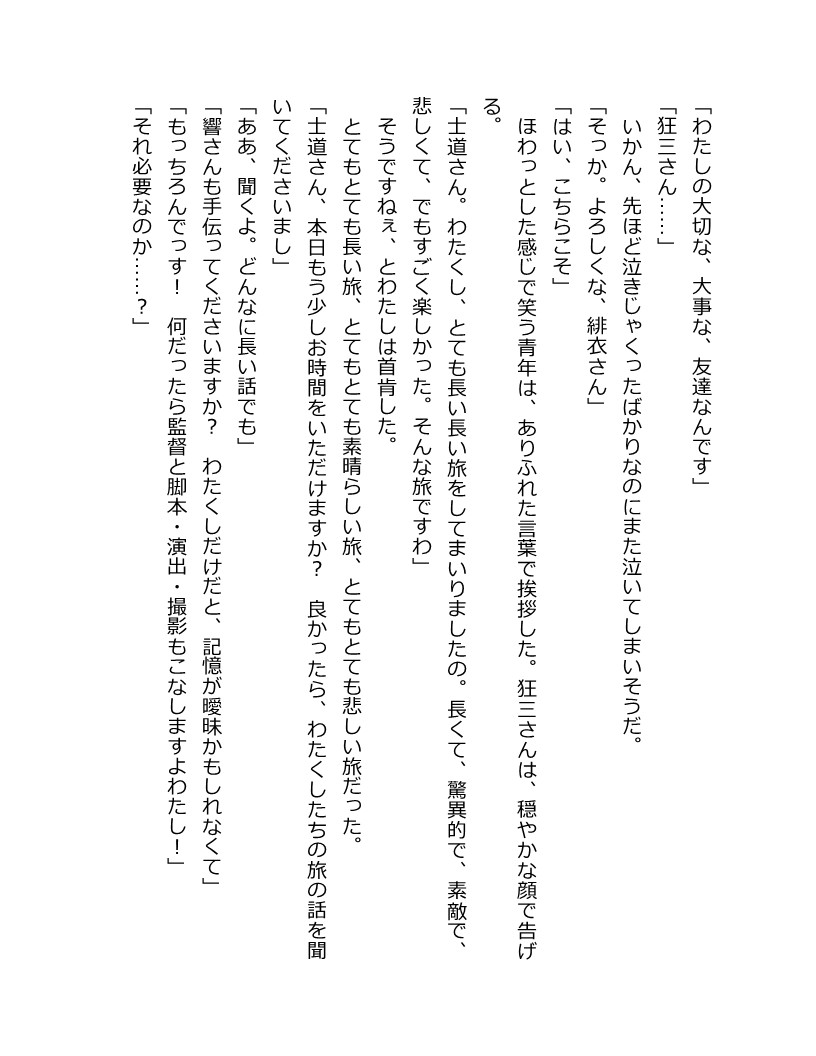 「わたしの大切な、大事な、友達なんです」
「狂三さん……」
　いかん、先ほど泣きじゃくったばかりなのにまた泣いてしまいそうだ。
「そっか。よろしくな、緋衣さん」
「はい、こちらこそ」
　ほわっとした感じで笑う青年は、ありふれた言葉で挨拶した。狂三さんは、穏やかな顔で告げ
る。
「士道さん。わたくし、とても長い長い旅をしてまいりましたの。長くて、驚異的で、素敵で、
悲しくて、でもすごく楽しかった。そんな旅ですわ」
　そうですねぇ、とわたしは首肯した。
　とてもとても長い旅、とてもとても素晴らしい旅、とてもとても悲しい旅だった。
「士道さん、本日もう少しお時間をいただけますか？　良かったら、わたくしたちの旅の話を聞
いてくださいまし」
「ああ、聞くよ。どんなに長い話でも」
「響さんも手伝ってくださいますか？　わたくしだけだと、記憶が曖昧かもしれなくて」
「もっちろんでっす！　何だったら監督と脚本・演出・撮影もこなしますよわたし！」
「それ必要なのか……？」